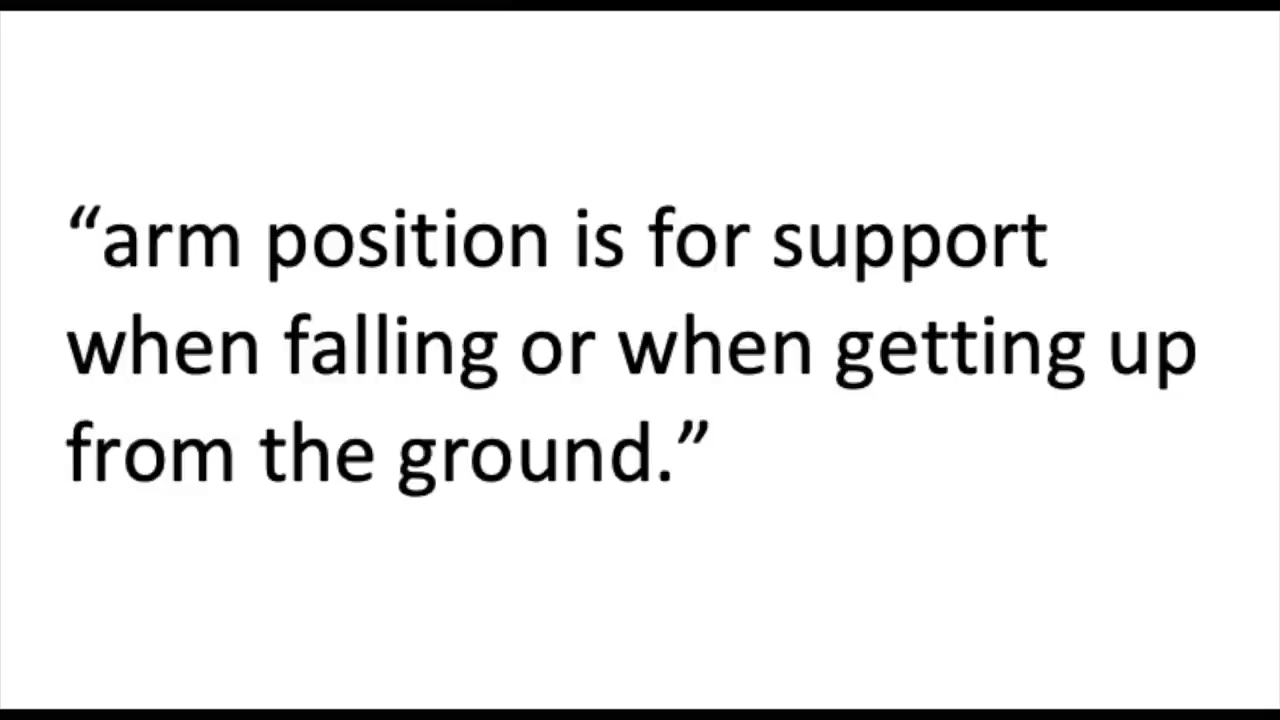 “arm position is for support
when falling or when getting up
from the ground.”